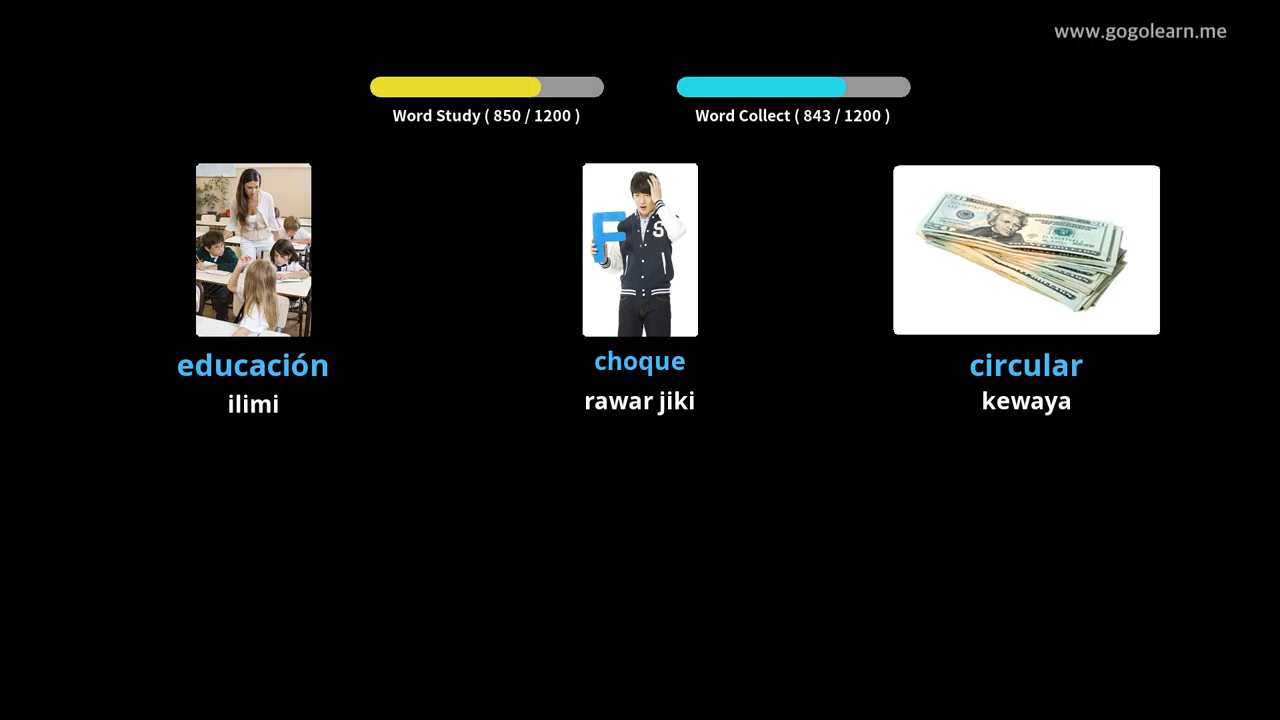 www.gogolearn.me
Word Study ( 850 / 1200 )
Word Collect ( 843 / 1200 )
F
S
educación
choque
circular
ilimi
rawar jiki
kewaya